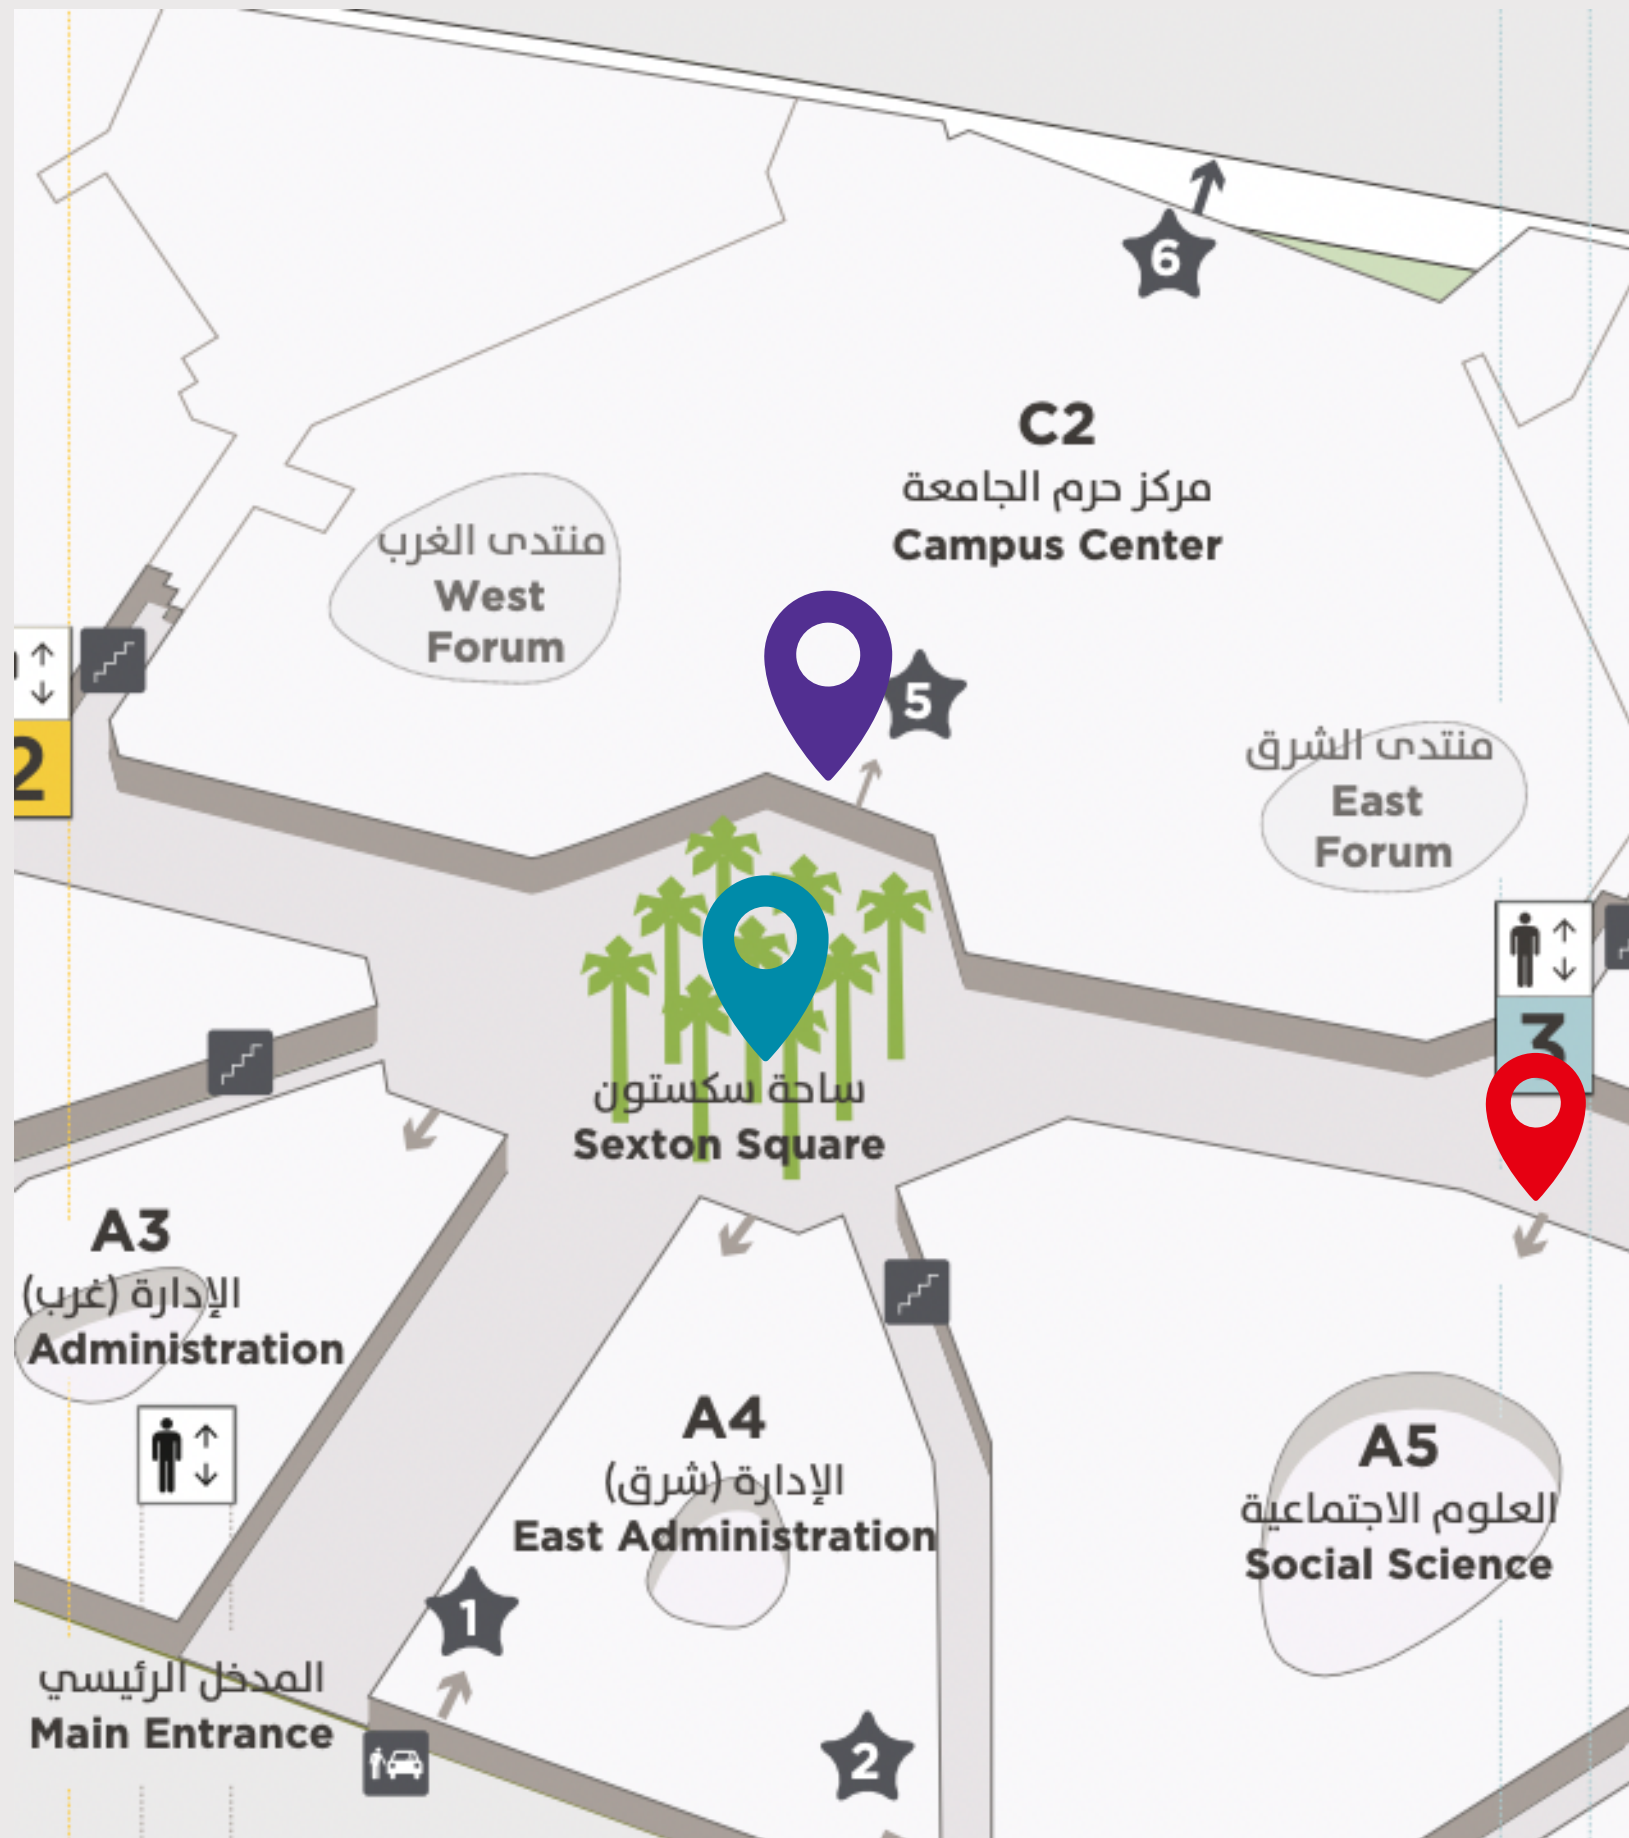 6
C2
مركز حرم الجامعة
Campus Center
منتدى الغرب
West
Forum
5
2
منتدى الشرق
East
Forum
3
ساحة سكستون
Sexton Square
A3
الإدارة (غرب)
Administration
A4
الإدارة (شرق)
East Administration
A5
العلوم الاجتماعية
Social Science
1
المدخل الرئيسي
Main Entrance
2